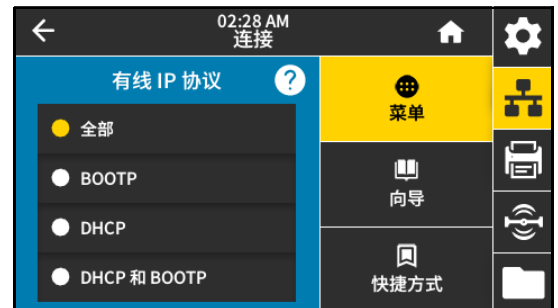 02:28 AM
连接
有线 IP 协议
?
全部
BOOTP
DHCP
DHCP 和 BOOTP
菜单
向导
快捷方式